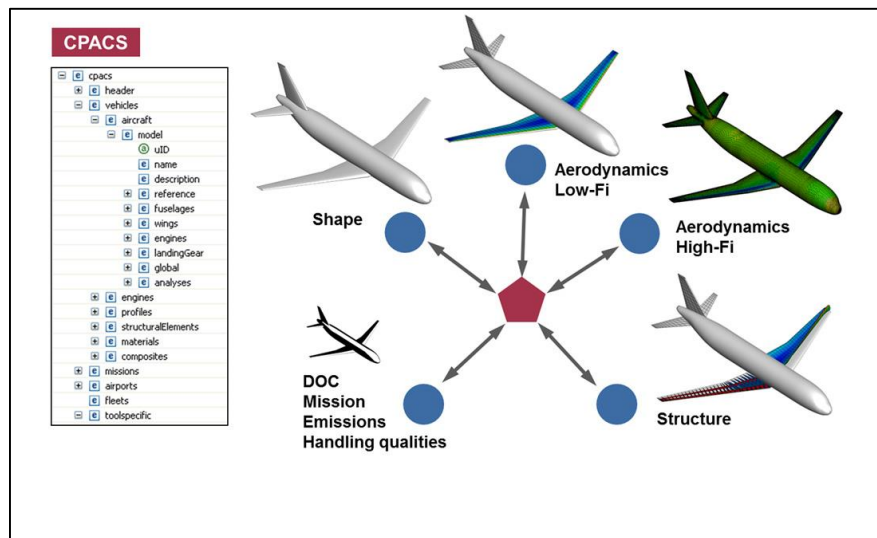 CPACS
cpacs
header
vehicles
aircraft
model
uID
name
description
reference
fuselages
wings
engines
landingGear
global
analyses
engines
profiles
structuralElements
materials
composites
missions
airports
fleets
toolspecific
Aerodynamics
Low-Fi
Shape
Aerodynamics
High-Fi
DOC
Mission
Emissions
Handling qualities
Structure